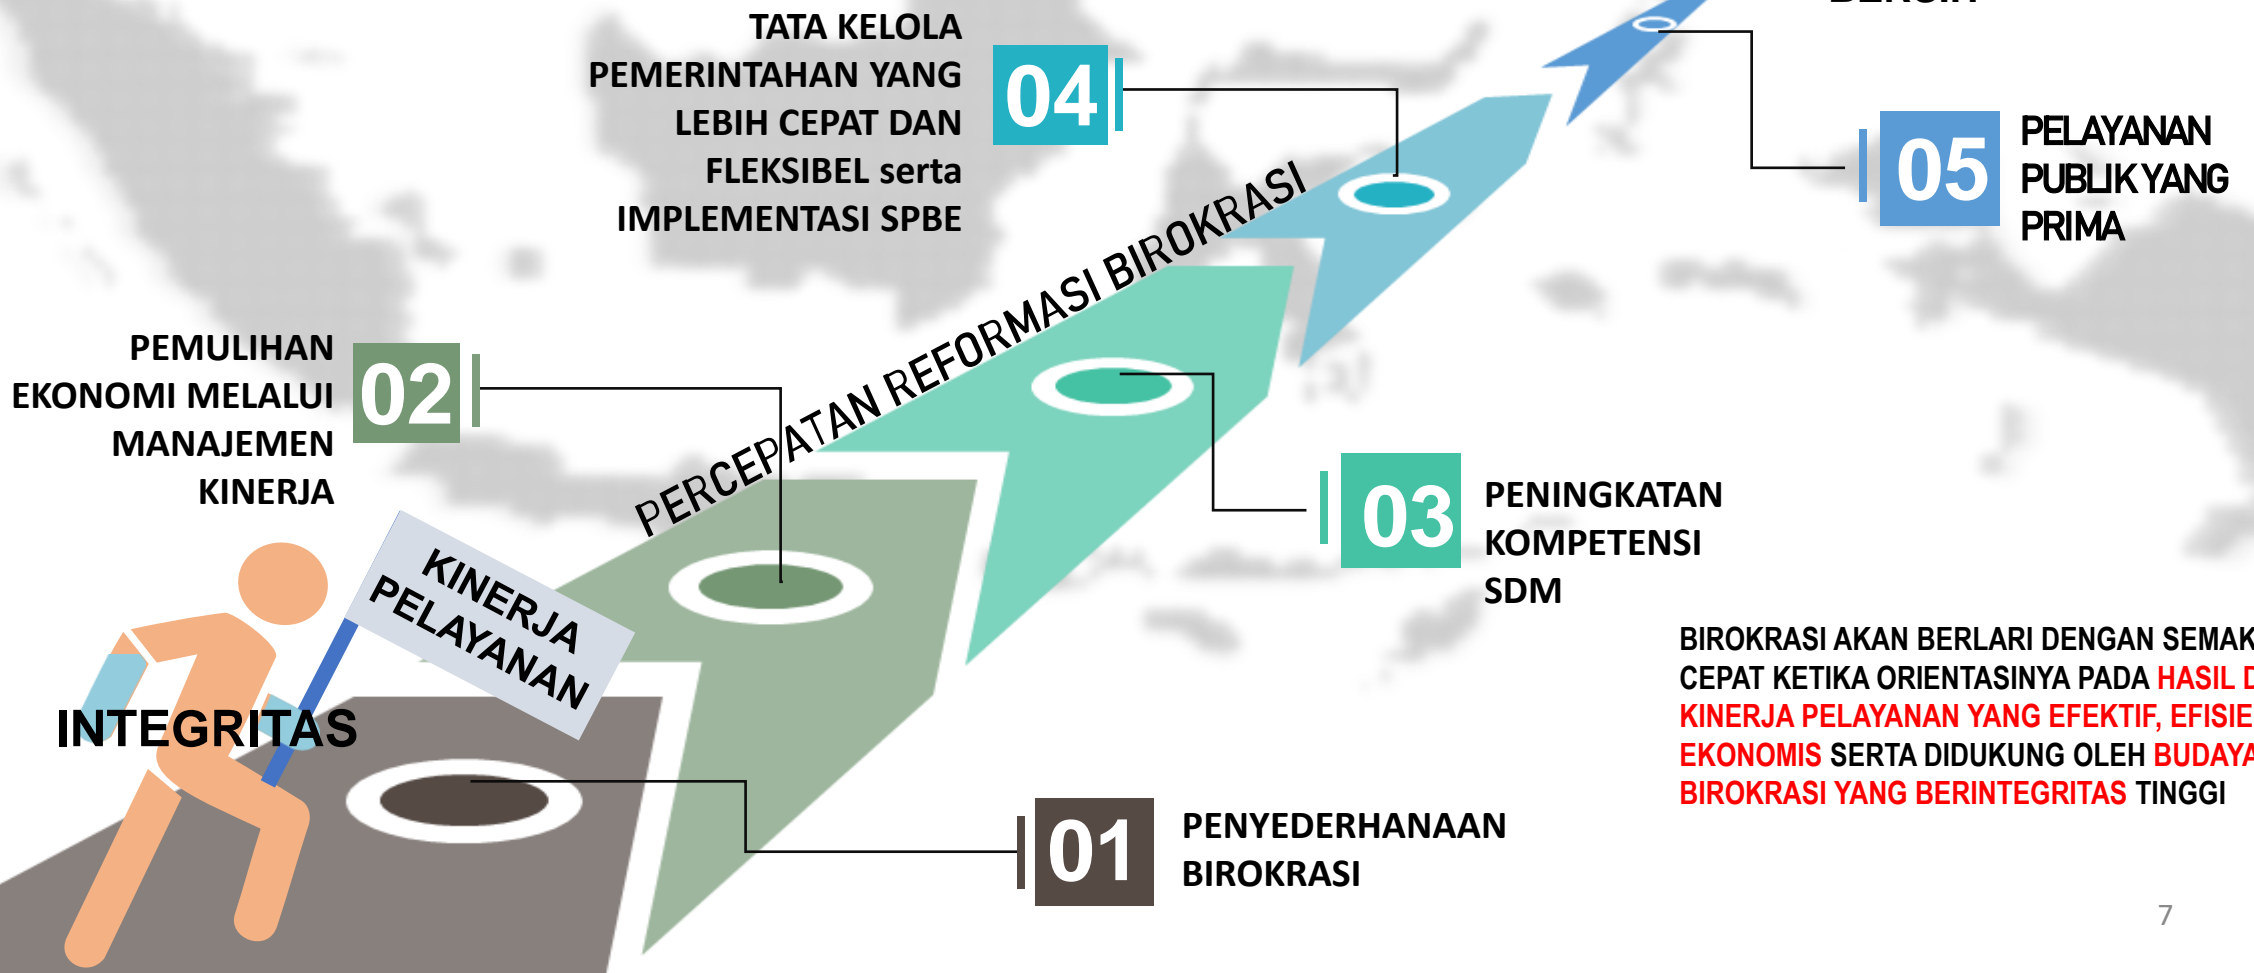 TATA KELOLA
PEMERINTAHAN YANG
LEBIH CEPAT DAN
FLEKSIBEL serta
IMPLEMENTASI SPBE
04
05
PELAYANAN
PUBLIK YANG
PRIMA
PERCEPATAN REFORMASI BIROKRASI
PEMULIHAN
EKONOMI MELALUI
MANAJEMEN
KINERJA
02
03
PENINGKATAN
KOMPETENSI
SDM
KINERJA
PELAYANAN
INTEGRITAS
BIROKRASI AKAN BERLARI DENGAN SEMAK
CEPAT KETIKA ORIENTASINYA PADA HASIL D
KINERJA PELAYANAN YANG EFEKTIF, EFISIE
EKONOMIS SERTA DIDUKUNG OLEH BUDAYA
BIROKRASI YANG BERINTEGRITAS TINGGI
01
PENYEDERHANAAN
BIROKRASI
7